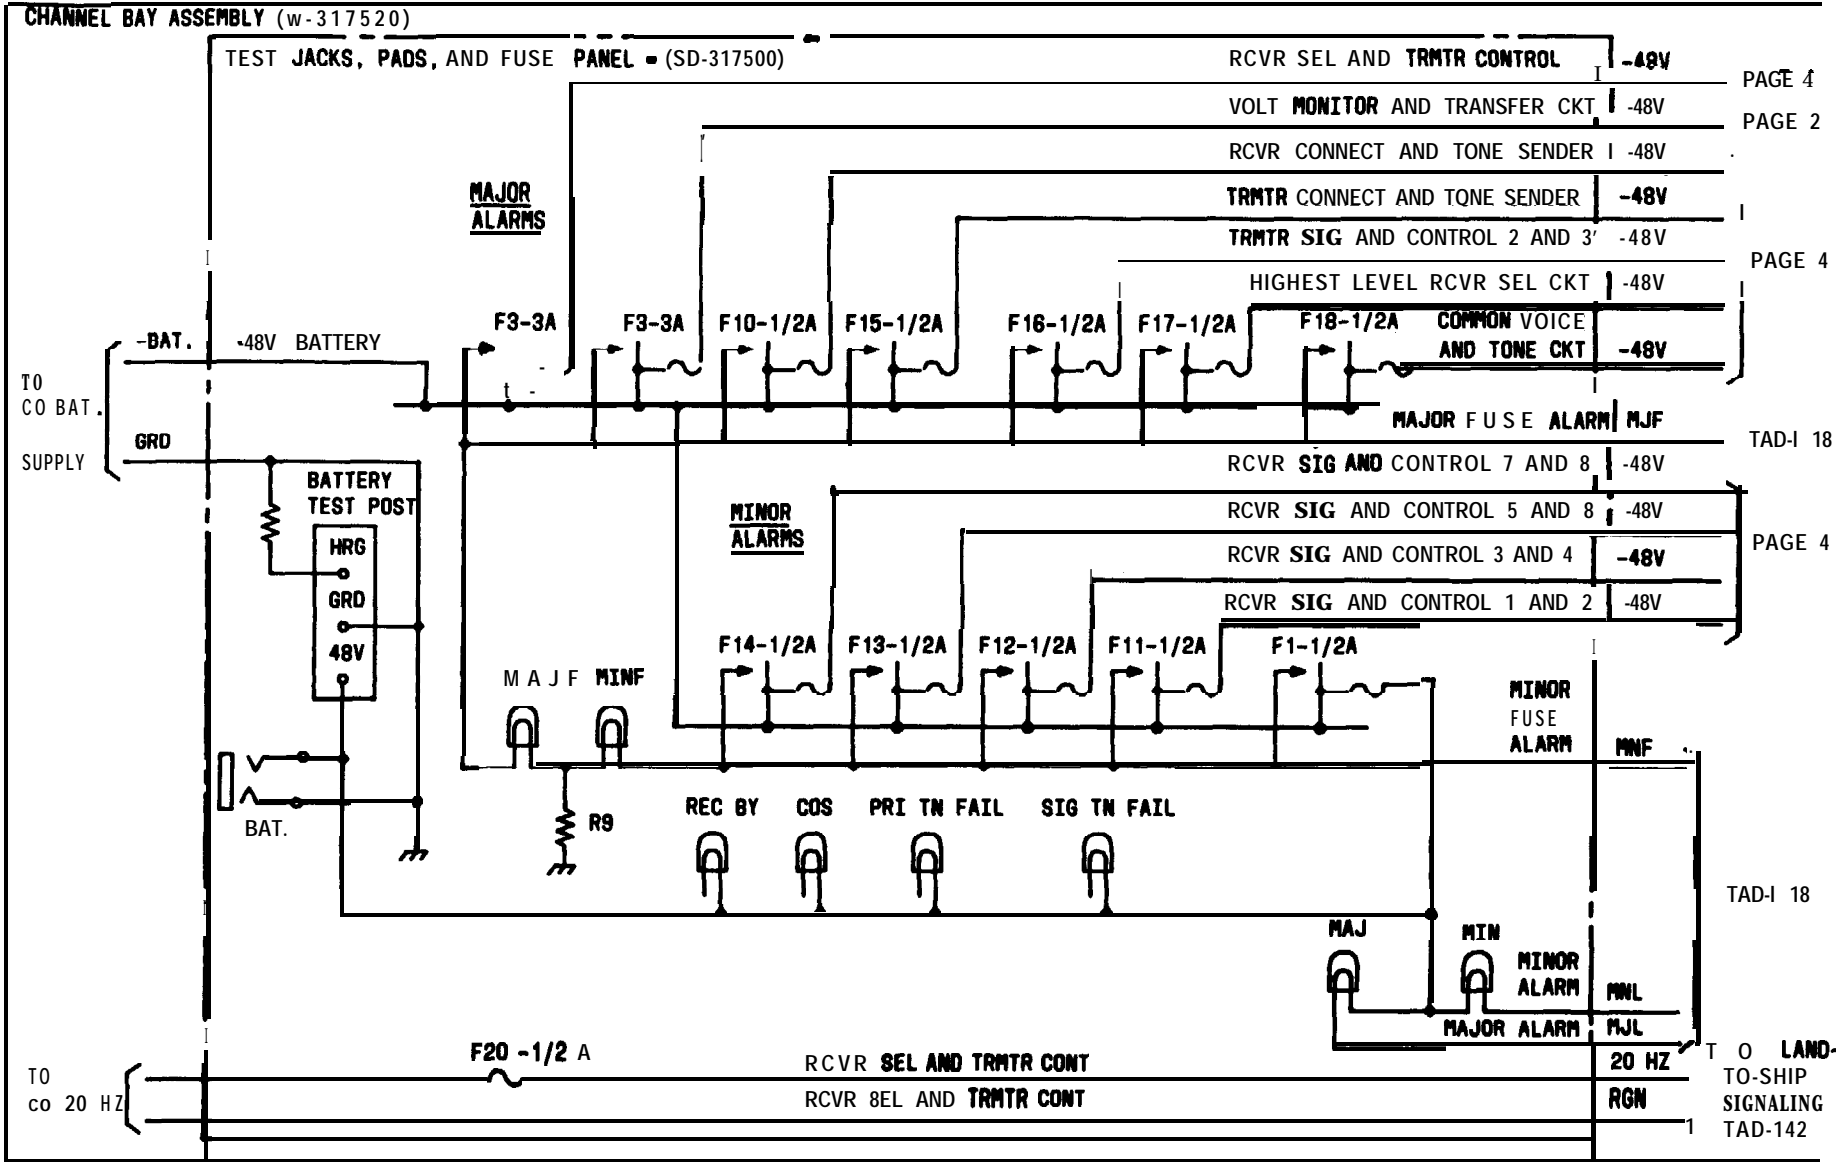 CHANNEL BAY ASSEMBLY (w-317520)
TEST JACKS, PADS, AND FUSE PANEL - (SD-317500)
RCVR SEL AND TRMTR CONTROL -48V
PAGE 4
VOLT MONITOR AND TRANSFER CKT -48V
PAGE 2
RCVR CONNECT AND TONE SENDER -48V
MAJOR
ALARMS
TRMTR CONNECT AND TONE SENDER -48V
TRMTR SIG AND CONTROL 2 AND 3' -48V
PAGE 4
HIGHEST LEVEL RCVR SEL CKT -48V
F3-3A F3-3A F10-1/2A F15-1/2A F16-1/2A F17-1/2A F18-1/2A
COMMON VOICE
AND TONE CKT -48V
-BAT. -48V BATTERY
TO
CO BAT.
SUPPLY
GRD
MAJOR FUSE ALARM MJF
TAD-I 18
RCVR SIG AND CONTROL 7 AND 8 -48V
BATTERY
TEST POST
MINOR
ALARMS
RCVR SIG AND CONTROL 5 AND 8 -48V
HRG
GRD
48V
RCVR SIG AND CONTROL 3 AND 4 -48V
PAGE 4
RCVR SIG AND CONTROL 1 AND 2 -48V
F14-1/2A F13-1/2A F12-1/2A F11-1/2A F1-1/2A
MAJF MINF
MINOR
FUSE
ALARM
MNF
BAT.
R9
REC BY COS PRI TN FAIL SIG TN FAIL
TAD-I 18
MAJ MIN
MINOR
ALARM MNL
MAJOR ALARM MJL
F20 -1/2 A
RCVR SEL AND TRMTR CONT 20 HZ
TO
co 20 HZ
RCVR 8EL AND TRMTR CONT RGN
TO LAND-
TO-SHIP
SIGNALING
TAD-142